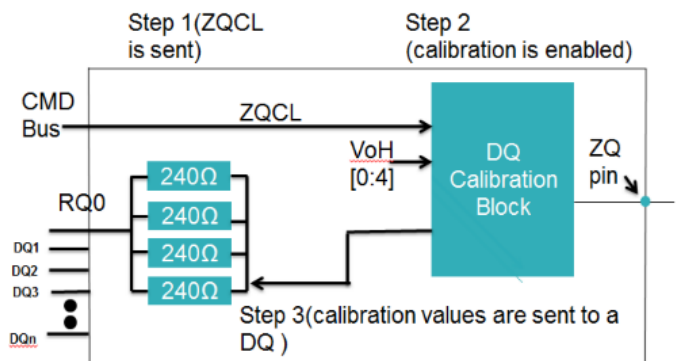 Step 1(ZQCL
is sent)
Step 2
(calibration is enabled)
CMD
Bus
ZQCL
VoH
[0:4]
DQ
Calibration
Block
ZQ
pin
RQ0
240Ω
240Ω
240Ω
240Ω
DQ1
DQ2
DQ3
DQn
Step 3(calibration values are sent to a
DQ )